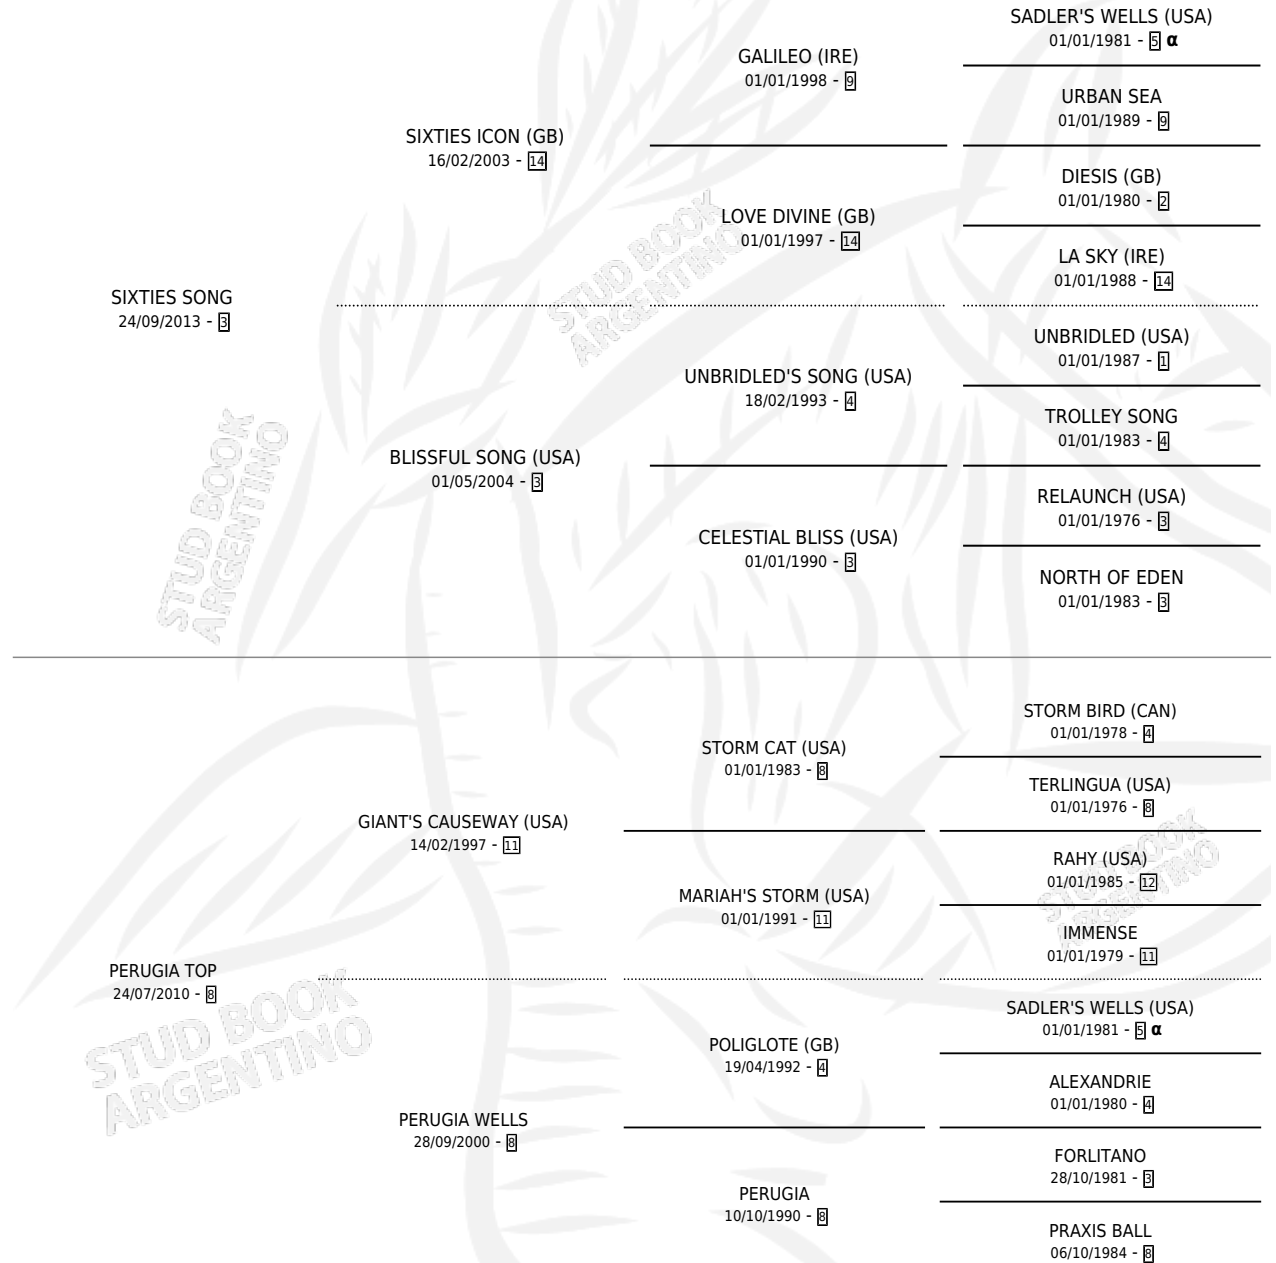 SADLER'S WELLS (USA)
01/01/1981 - 5 α
GALILEO (IRE)
01/01/1998 - 9
URBAN SEA
01/01/1989 - 9
SIXTIES ICON (GB)
16/02/2003 - 14
DIESIS (GB)
01/01/1980 - 2
LOVE DIVINE (GB)
01/01/1997 - 14
LA SKY (IRE)
01/01/1988 - 14
SIXTIES SONG
24/09/2013 - 3
UNBRIDLED (USA)
01/01/1987 - 1
UNBRIDLED'S SONG (USA)
18/02/1993 - 4
TROLLEY SONG
01/01/1983 - 4
BLISSFUL SONG (USA)
01/05/2004 - 3
RELAUNCH (USA)
01/01/1976 - 3
CELESTIAL BLISS (USA)
01/01/1990 - 3
NORTH OF EDEN
01/01/1983 - 3
STORM BIRD (CAN)
01/01/1978 - 4
STORM CAT (USA)
01/01/1983 - 8
TERLINGUA (USA)
01/01/1976 - 8
GIANT'S CAUSEWAY (USA)
14/02/1997 - 11
RAHY (USA)
01/01/1985 - 12
MARIAH'S STORM (USA)
01/01/1991 - 11
IMMENSE
01/01/1979 - 11
PERUGIA TOP
24/07/2010 - 8
SADLER'S WELLS (USA)
01/01/1981 - 5 α
POLIGLOTE (GB)
19/04/1992 - 4
ALEXANDRIE
01/01/1980 - 4
PERUGIA WELLS
28/09/2000 - 8
FORLITANO
28/10/1981 - 3
PERUGIA
10/10/1990 - 8
PRAXIS BALL
06/10/1984 - 8
STUD BOOK
ARGENTINO
STUD BOOK
ARGENTINO
STUD BOOK
ARGENTINO
STUD BOOK
ARGENTINO